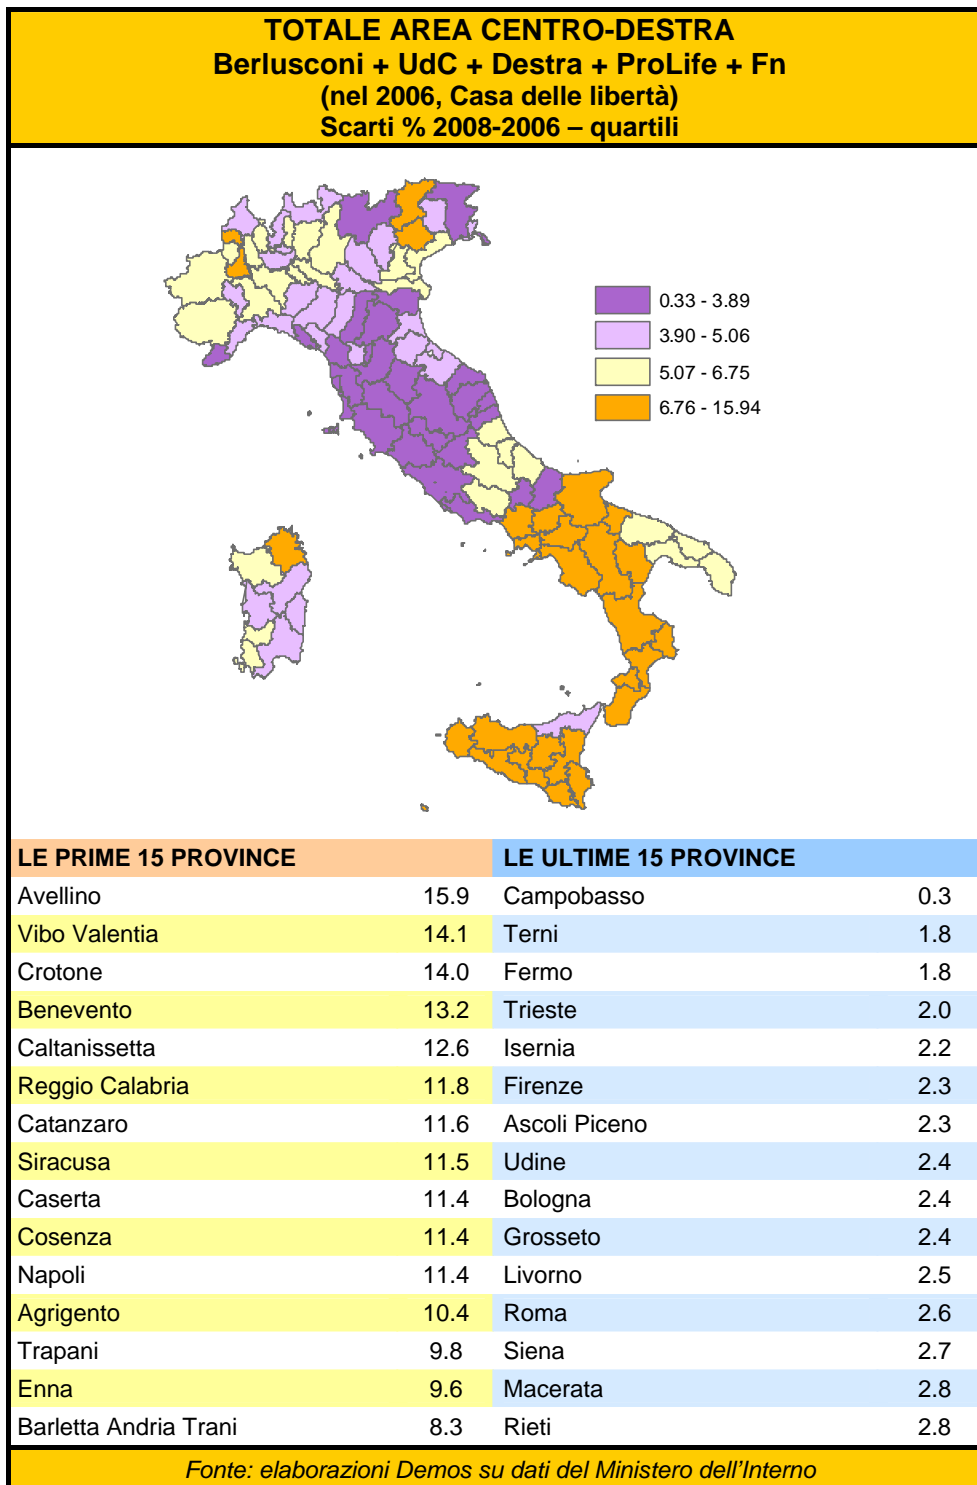 TOTALE AREA CENTRO-DESTRA
Berlusconi + UdC + Destra + ProLife + Fn
(nel 2006, Casa delle libertà)
Scarti % 2008-2006 – quartili
0.33 - 3.89
3.90 - 5.06
5.07 - 6.75
6.76 - 15.94
LE PRIME 15 PROVINCE LE ULTIME 15 PROVINCE
Avellino 15.9 Campobasso 0.3
Vibo Valentia 14.1 Terni 1.8
Crotone 14.0 Fermo 1.8
Benevento 13.2 Trieste 2.0
Caltanissetta 12.6 Isernia 2.2
Reggio Calabria 11.8 Firenze 2.3
Catanzaro 11.6 Ascoli Piceno 2.3
Siracusa 11.5 Udine 2.4
Caserta 11.4 Bologna 2.4
Cosenza 11.4 Grosseto 2.4
Napoli 11.4 Livorno 2.5
Agrigento 10.4 Roma 2.6
Trapani 9.8 Siena 2.7
Enna 9.6 Macerata 2.8
Barletta Andria Trani 8.3 Rieti 2.8
Fonte: elaborazioni Demos su dati del Ministero dell'Interno